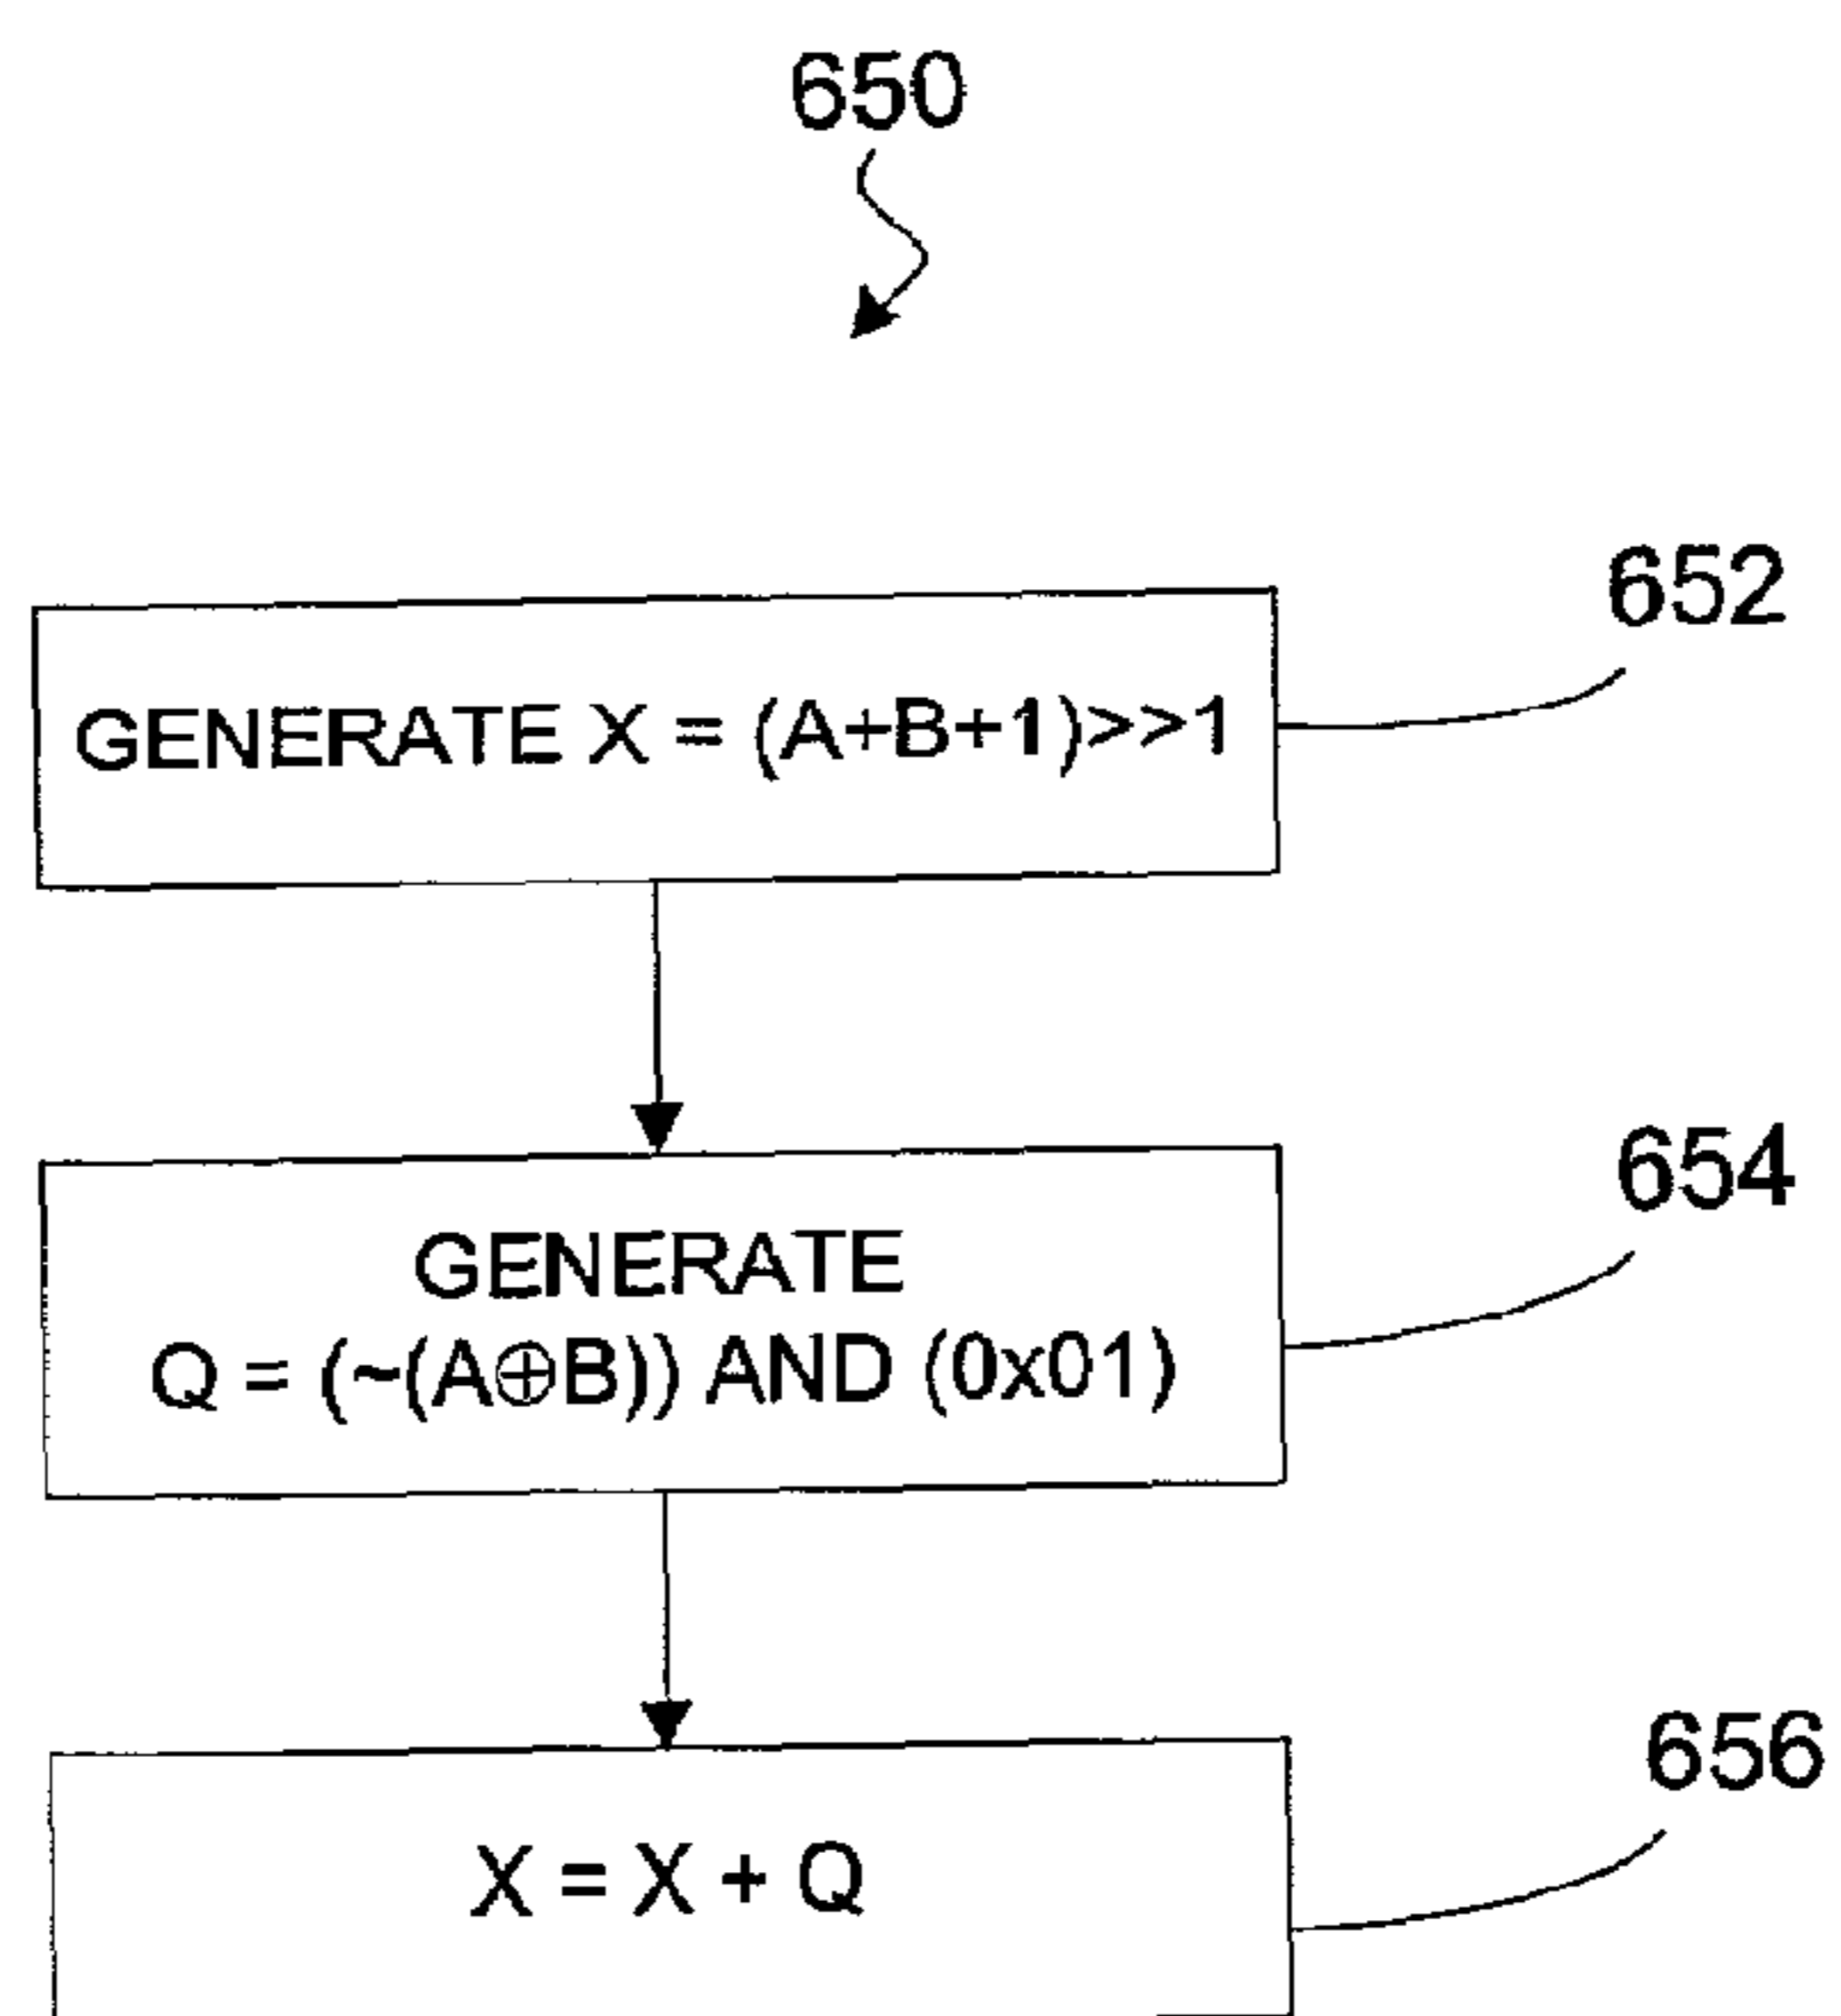 650
652
GENERATE X = (A+B+1)>>1
654
GENERATE
Q = (~(A⊕B)) AND (0x01)
656
X = X + Q